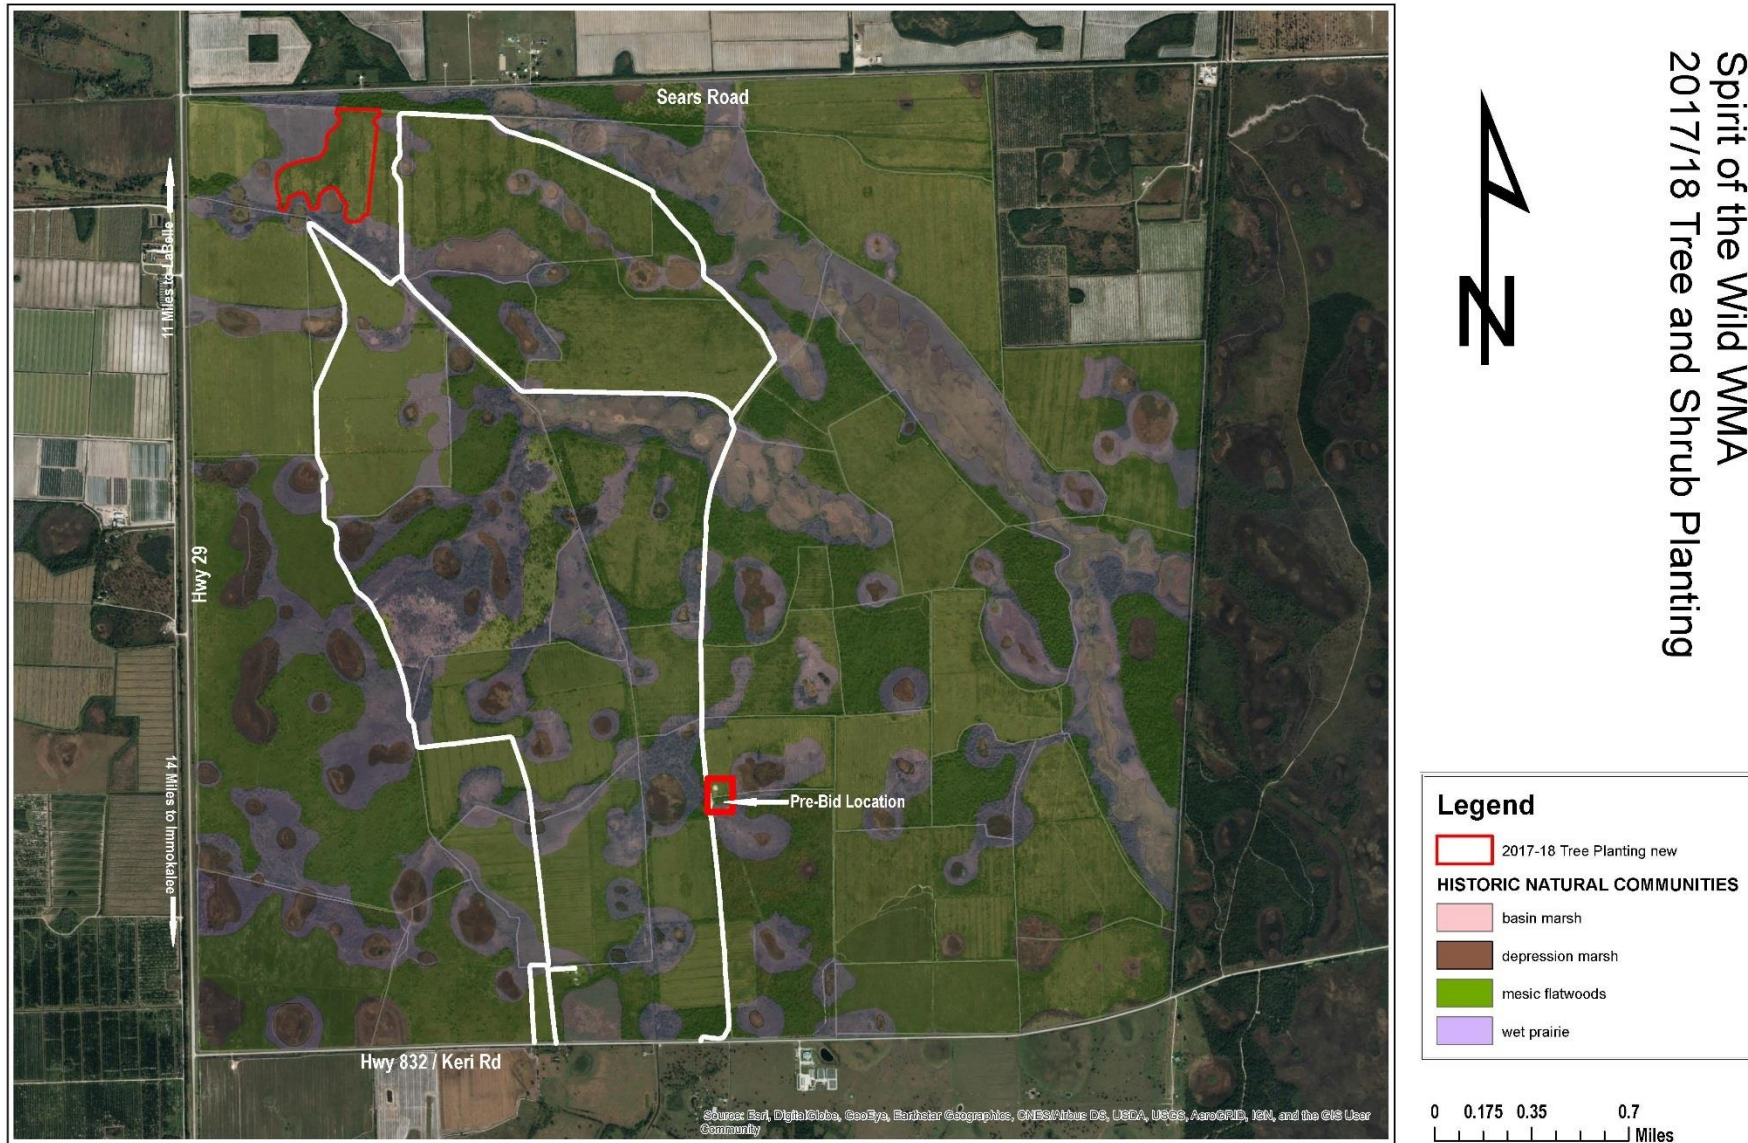 Spirit of the Wild WMA
2017/18 Tree and Shrub Planting
Sears Road
11 Miles to LaBelle
Hwy 29
14 Miles to Immokalee
Pre-Bid Location
Hwy 832 / Keri Rd
Source: Esri, DigitalGlobe, GeoEye, Earthstar Geographics, CNES/Airbus DS, USDA, USGS, AeroGRID, IGN, and the GIS User
Community
N
Legend
2017-18 Tree Planting new
HISTORIC NATURAL COMMUNITIES
basin marsh
depression marsh
mesic flatwoods
wet prairie
0 0.175 0.35 0.7
Miles